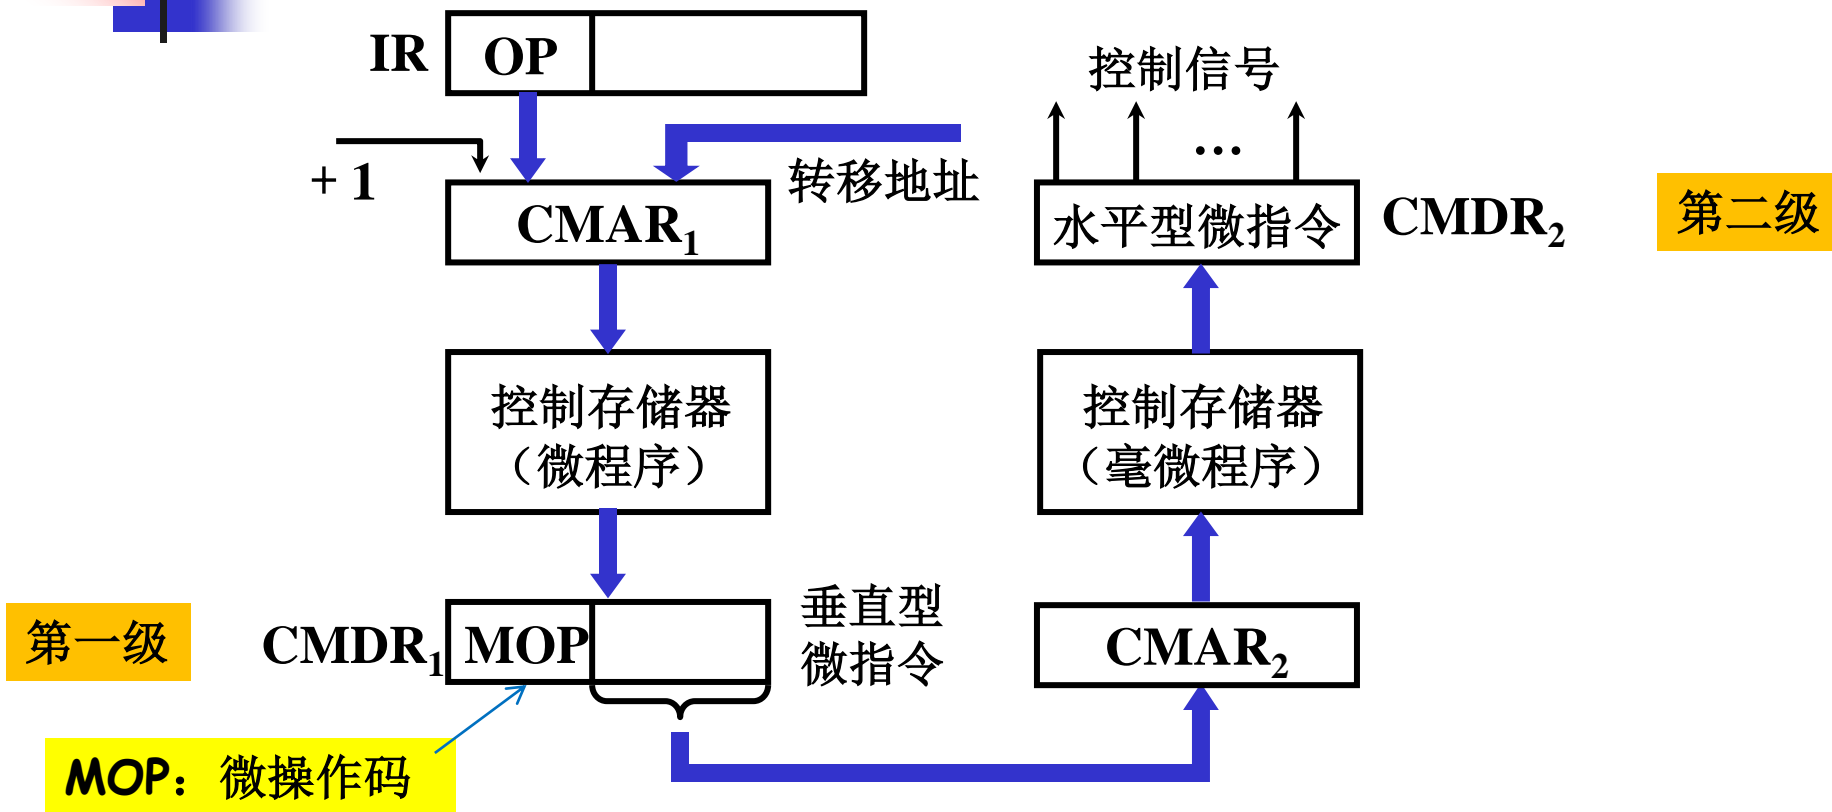 IR
OP
控制信号
…
+ 1
转移地址
CMAR1
水平型微指令
CMDR2
第二级
控制存储器
（微程序）
控制存储器
（毫微程序）
第一级
CMDR1
MOP
垂直型
微指令
CMAR2
MOP：微操作码